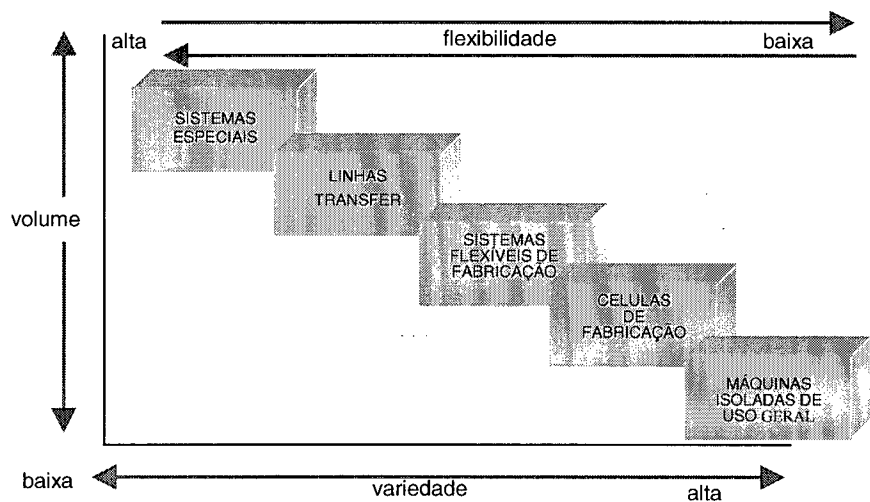 alta flexibilidade baixa
SISTEMAS
ESPECIAIS
LINHAS
TRANSFER
volume
SISTEMAS
FLEXÍVEIS DE
FABRICAÇÃO
CELULAS
DE
FABRICAÇÃO
MÁQUINAS
ISOLADAS DE
USO GERAL
baixa variedade alta